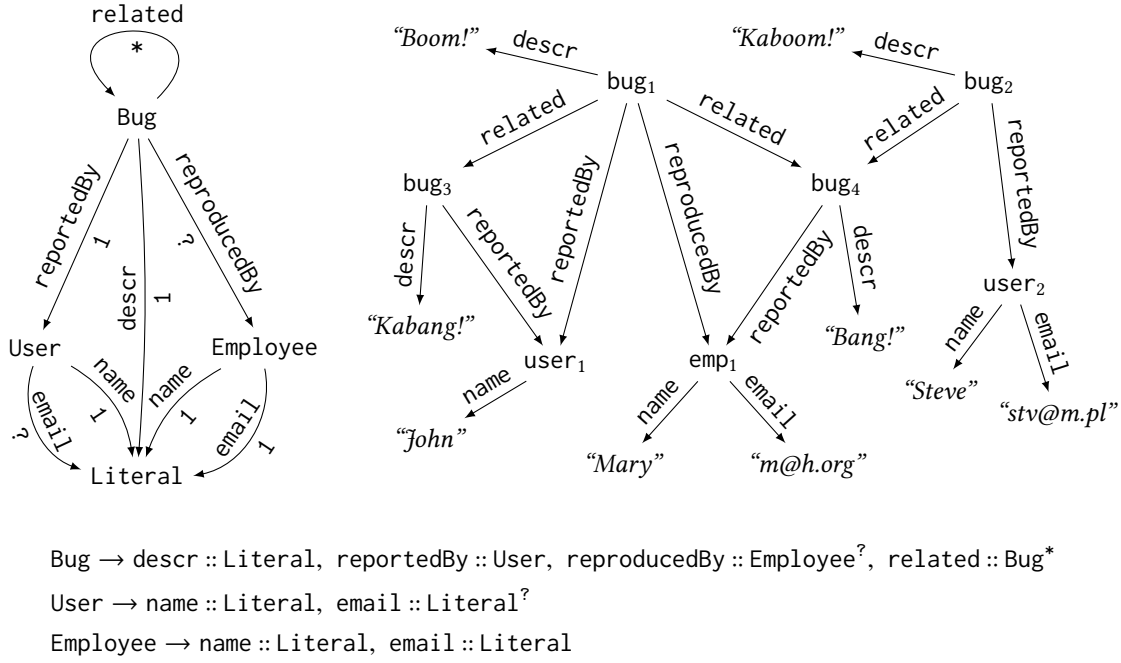 related
*
Bug
reportedBy
1
descr
1
reproducedBy
?
User
Employee
name
1
name
1
email
?
email
1
Literal
“Boom!”
descr
bug₁
“Kaboom!”
descr
bug₂
related
related
related
reportedBy
reproducedBy
reportedBy
bug₃
bug₄
descr
reportedBy
reportedBy
descr
“Kabang!”
“Bang!”
user₁
emp₁
user₂
name
name
email
name
email
“John”
“Mary”
“m@h.org”
“Steve”
“stv@m.pl”
Bug → descr :: Literal, reportedBy :: User, reproducedBy :: Employee?, related :: Bug*
User → name :: Literal, email :: Literal?
Employee → name :: Literal, email :: Literal